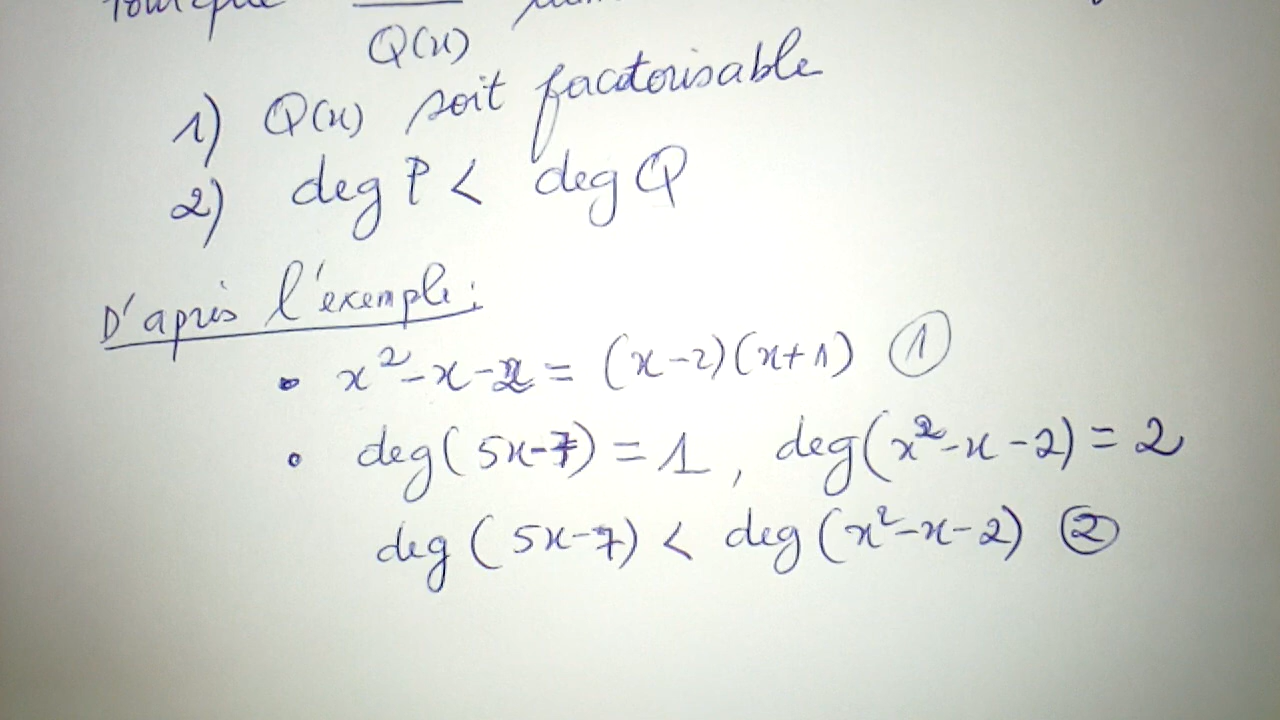 Q(x)
1) Q(x) soit factorisable
2) deg P < deg Q
D'après l'exemple:
• x²-x-2 = (x-2)(x+1) ①
• deg(5x-7) = 1, deg(x²-x-2) = 2
deg(5x-7) < deg(x²-x-2) ②